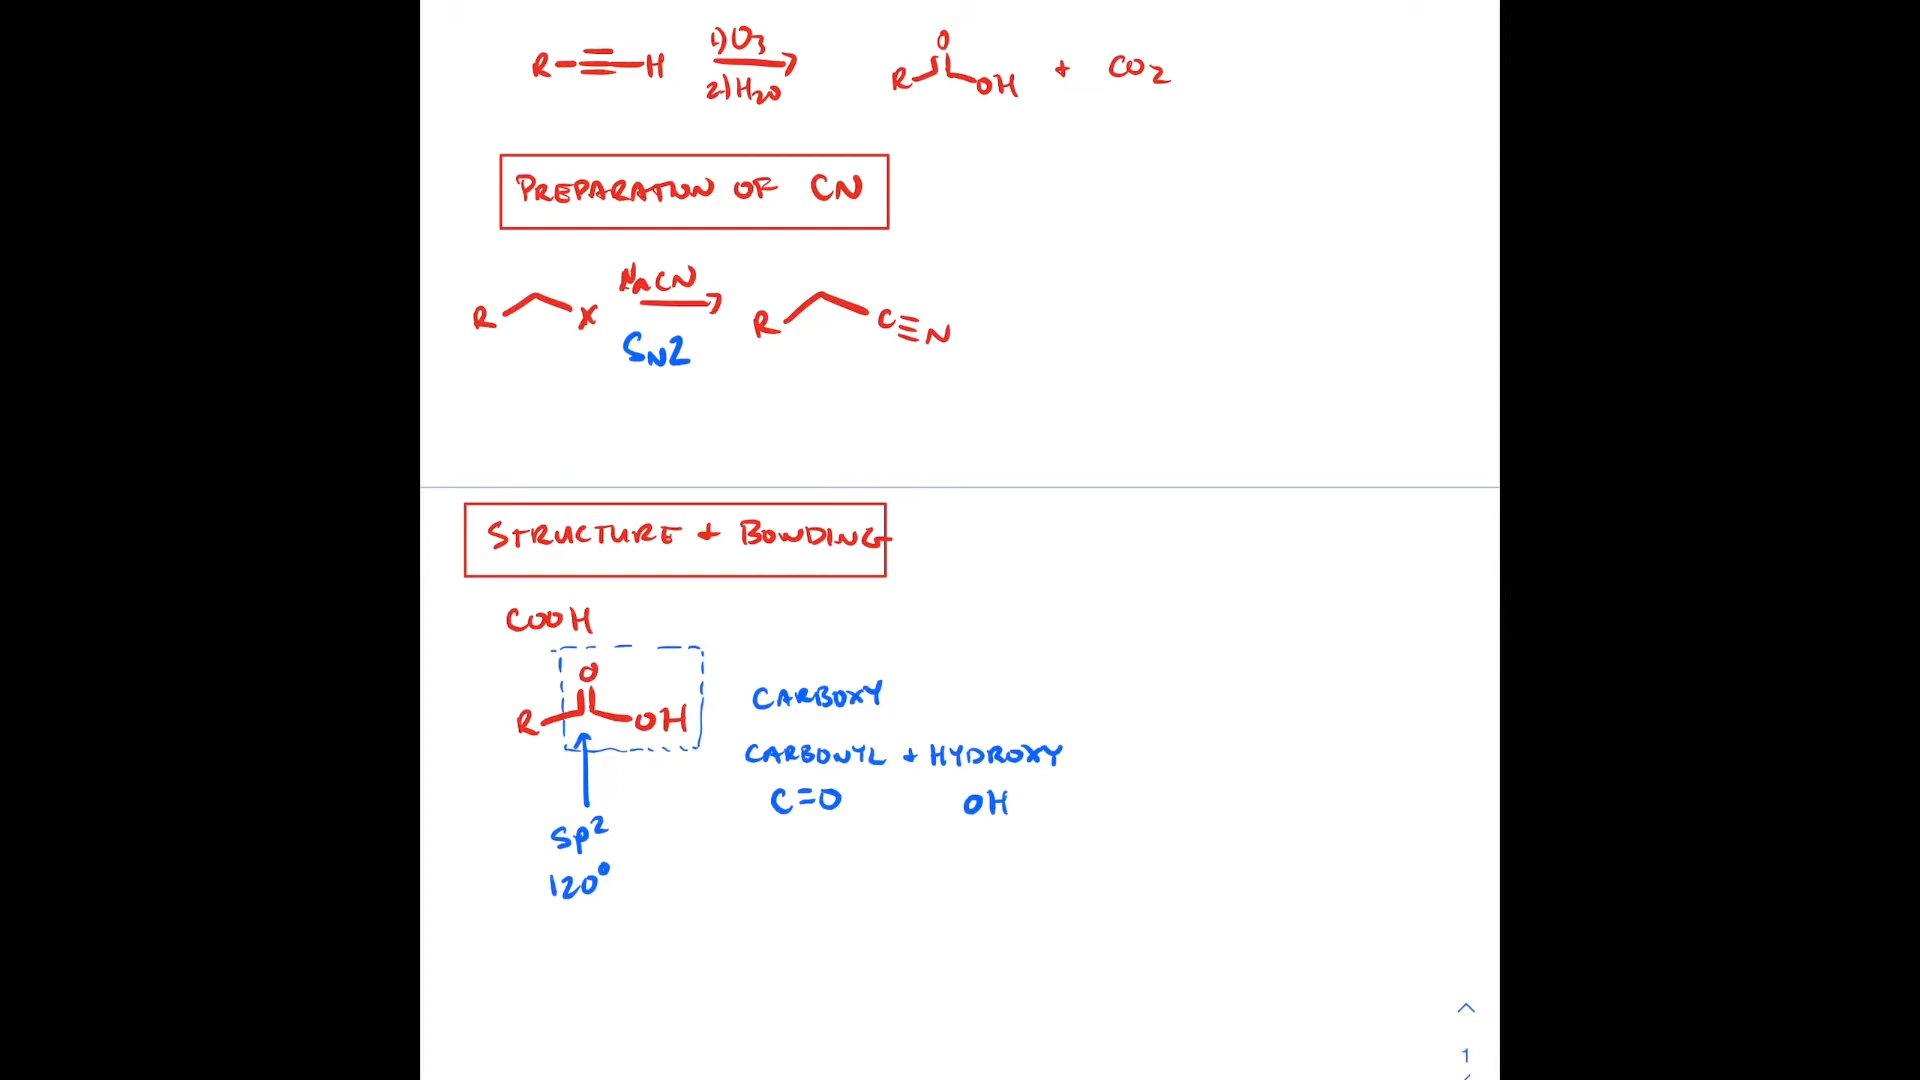 R≡H 1) O3 2) H2O R O OH + CO2
PREPARATION OF CN
R X NaCN SN2 R C≡N
STRUCTURE + BONDING
COOH
O
R OH
CARBOXY
CARBONYL + HYDROXY
C=O OH
sp²
120°
1